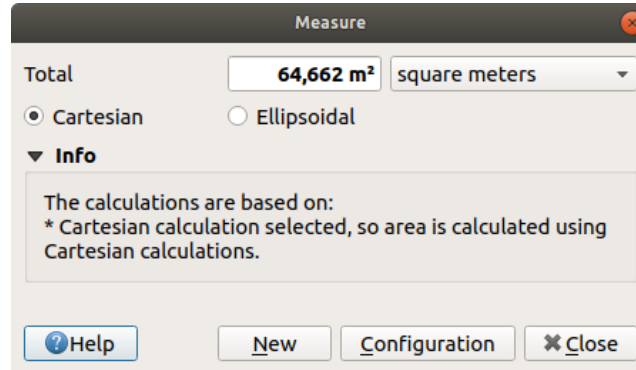 Measure
Total 64,662 m² square meters
Cartesian Ellipsoidal
Info
The calculations are based on:
* Cartesian calculation selected, so area is calculated using
Cartesian calculations.
Help New Configuration Close